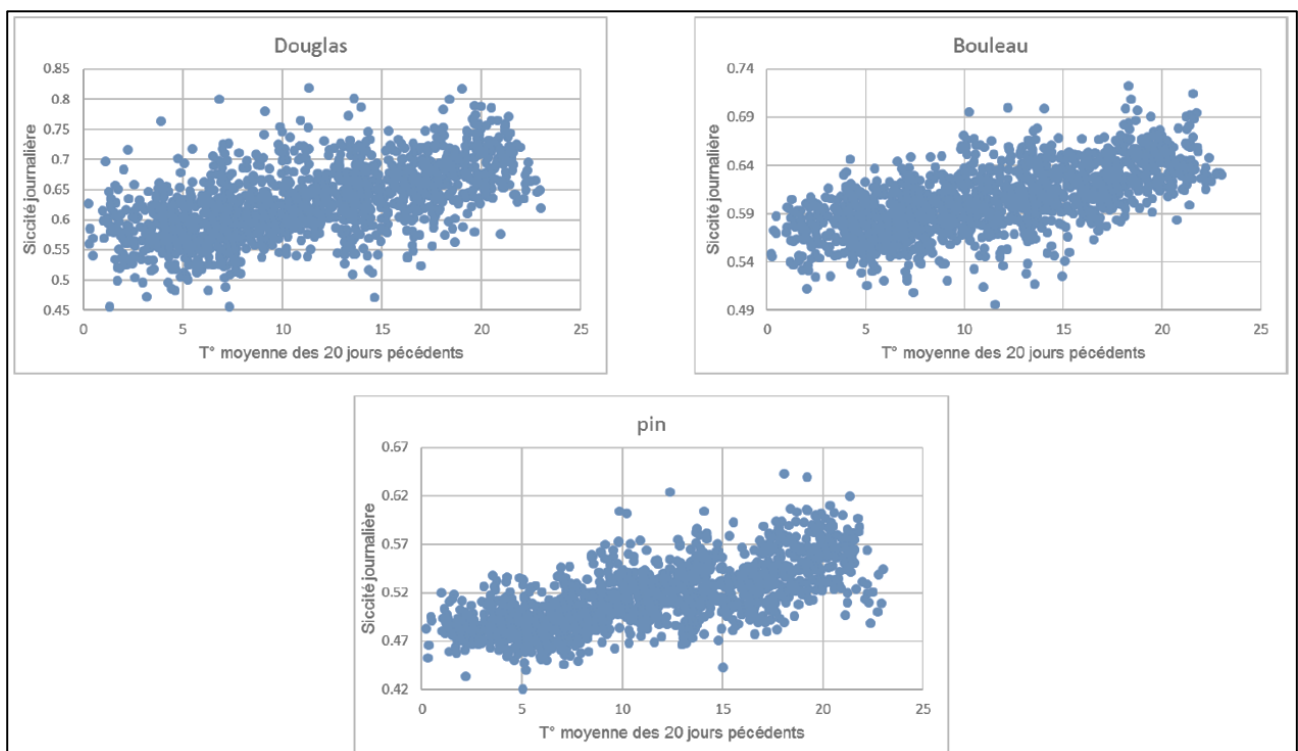 Douglas
0.85
0.8
0.75
0.7
0.65
0.6
0.55
0.5
0.45
Siccité journalière
0 5 10 15 20 25
T° moyenne des 20 jours pécédents
Bouleau
0.74
0.69
0.64
0.59
0.54
0.49
Siccité journalière
0 5 10 15 20 25
T° moyenne des 20 jours pécédents
pin
0.67
0.62
0.57
0.52
0.47
0.42
Siccité journalière
0 5 10 15 20 25
T° moyenne des 20 jours pécédents